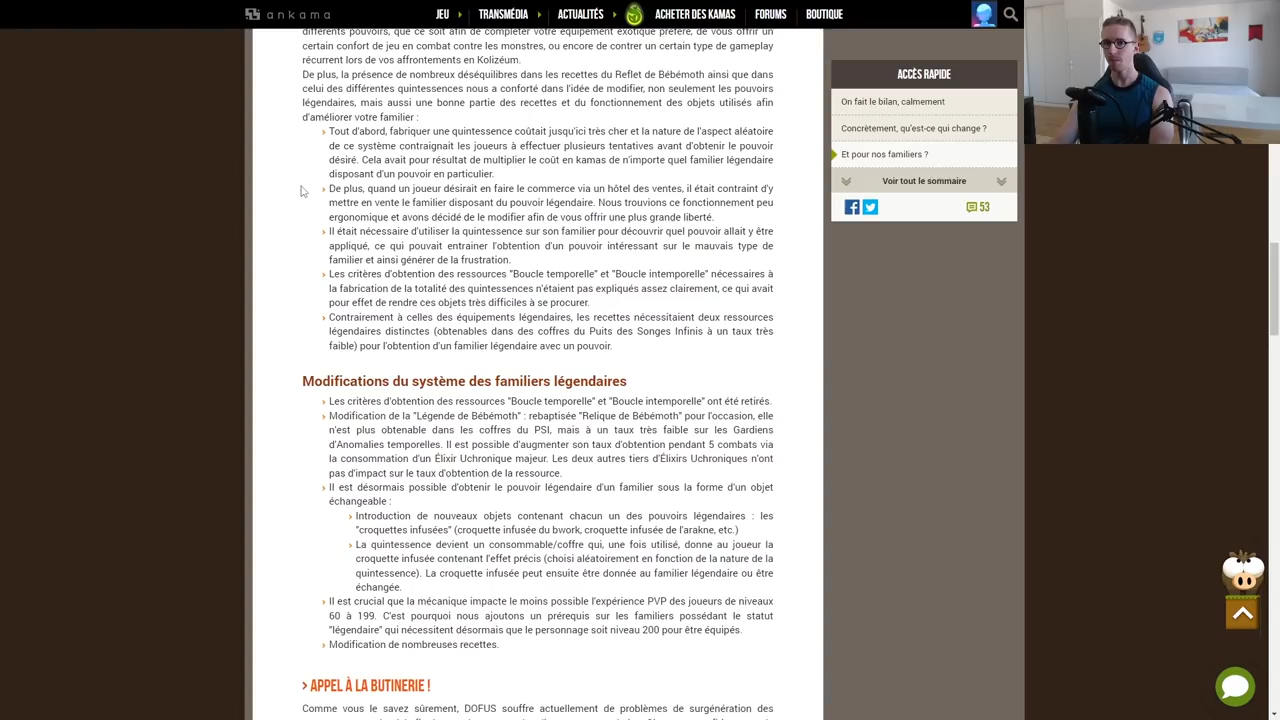 ankama
JEU TRANSMÉDIA ACTUALITÉS ACHETER DES KAMAS FORUMS BOUTIQUE
différents pouvoirs, que ce soit afin de compléter votre équipement exotique préféré, de vous offrir un
certain confort de jeu en combat contre les monstres, ou encore de contrer un certain type de gameplay
récurrent lors de vos affrontements en Kolizéum.
De plus, la présence de nombreux déséquilibres dans les recettes du Reflet de Bébémoth ainsi que dans
celui des différentes quintessences nous a conforté dans l'idée de modifier, non seulement les pouvoirs
légendaires, mais aussi une bonne partie des recettes et du fonctionnement des objets utilisés afin
d'améliorer votre familier :
Tout d'abord, fabriquer une quintessence coûtait jusqu'ici très cher et la nature de l'aspect aléatoire
de ce système contraignait les joueurs à effectuer plusieurs tentatives avant d'obtenir le pouvoir
désiré. Cela avait pour résultat de multiplier le coût en kamas de n'importe quel familier légendaire
disposant d'un pouvoir en particulier.
De plus, quand un joueur désirait en faire le commerce via un hôtel des ventes, il était contraint d'y
mettre en vente le familier disposant du pouvoir légendaire. Nous trouvions ce fonctionnement peu
ergonomique et avons décidé de le modifier afin de vous offrir une plus grande liberté.
Il était nécessaire d'utiliser la quintessence sur son familier pour découvrir quel pouvoir allait y être
appliqué, ce qui pouvait entrainer l'obtention d'un pouvoir intéressant sur le mauvais type de
familier et ainsi générer de la frustration.
Les critères d'obtention des ressources "Boucle temporelle" et "Boucle intemporelle" nécessaires à
la fabrication de la totalité des quintessences n'étaient pas expliqués assez clairement, ce qui avait
pour effet de rendre ces objets très difficiles à se procurer.
Contrairement à celles des équipements légendaires, les recettes nécessitaient deux ressources
légendaires distinctes (obtenables dans des coffres du Puits des Songes Infinis à un taux très
faible) pour l'obtention d'un familier légendaire avec un pouvoir.
Modifications du système des familiers légendaires
Les critères d'obtention des ressources "Boucle temporelle" et "Boucle intemporelle" ont été retirés.
Modification de la "Légende de Bébémoth" : rebaptisée "Relique de Bébémoth" pour l'occasion, elle
n'est plus obtenable dans les coffres du PSI, mais à un taux très faible sur les Gardiens
d'Anomalies temporelles. Il est possible d'augmenter son taux d'obtention pendant 5 combats via
la consommation d'un Élixir Uchronique majeur. Les deux autres tiers d'Élixirs Uchroniques n'ont
pas d'impact sur le taux d'obtention de la ressource.
Il est désormais possible d'obtenir le pouvoir légendaire d'un familier sous la forme d'un objet
échangeable :
Introduction de nouveaux objets contenant chacun un des pouvoirs légendaires : les
"croquettes infusées" (croquette infusée du bwork, croquette infusée de l'arakne, etc.)
La quintessence devient un consommable/coffre qui, une fois utilisé, donne au joueur la
croquette infusée contenant l'effet précis (choisi aléatoirement en fonction de la nature de la
quintessence). La croquette infusée peut ensuite être donnée au familier légendaire ou être
échangée.
Il est crucial que la mécanique impacte le moins possible l'expérience PVP des joueurs de niveaux
60 à 199. C'est pourquoi nous ajoutons un prérequis sur les familiers possédant le statut
"légendaire" qui nécessitent désormais que le personnage soit niveau 200 pour être équipés.
Modification de nombreuses recettes.
> APPEL À LA BUTINERIE !
Comme vous le savez sûrement, DOFUS souffre actuellement de problèmes de surgénération des
ACCÈS RAPIDE
On fait le bilan, calmement
Concrètement, qu'est-ce qui change ?
Et pour nos familiers ?
Voir tout le sommaire
53